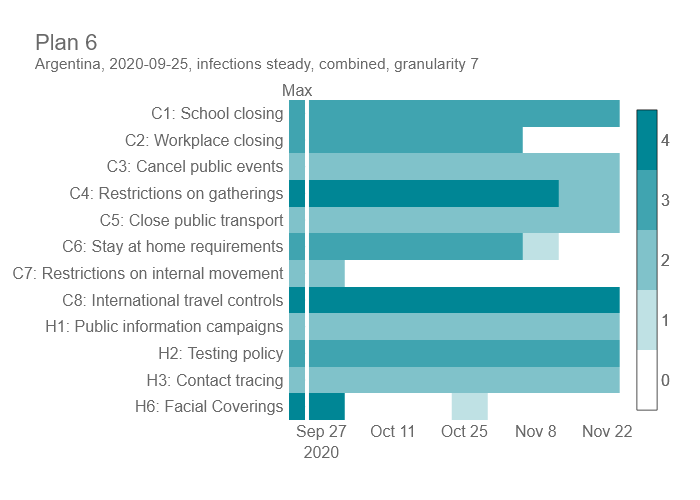 Plan 6
Argentina, 2020-09-25, infections steady, combined, granularity 7
Max
C1: School closing
C2: Workplace closing
C3: Cancel public events
C4: Restrictions on gatherings
C5: Close public transport
C6: Stay at home requirements
C7: Restrictions on internal movement
C8: International travel controls
H1: Public information campaigns
H2: Testing policy
H3: Contact tracing
H6: Facial Coverings
Sep 27 Oct 11 Oct 25 Nov 8 Nov 22
2020
4
3
2
1
0